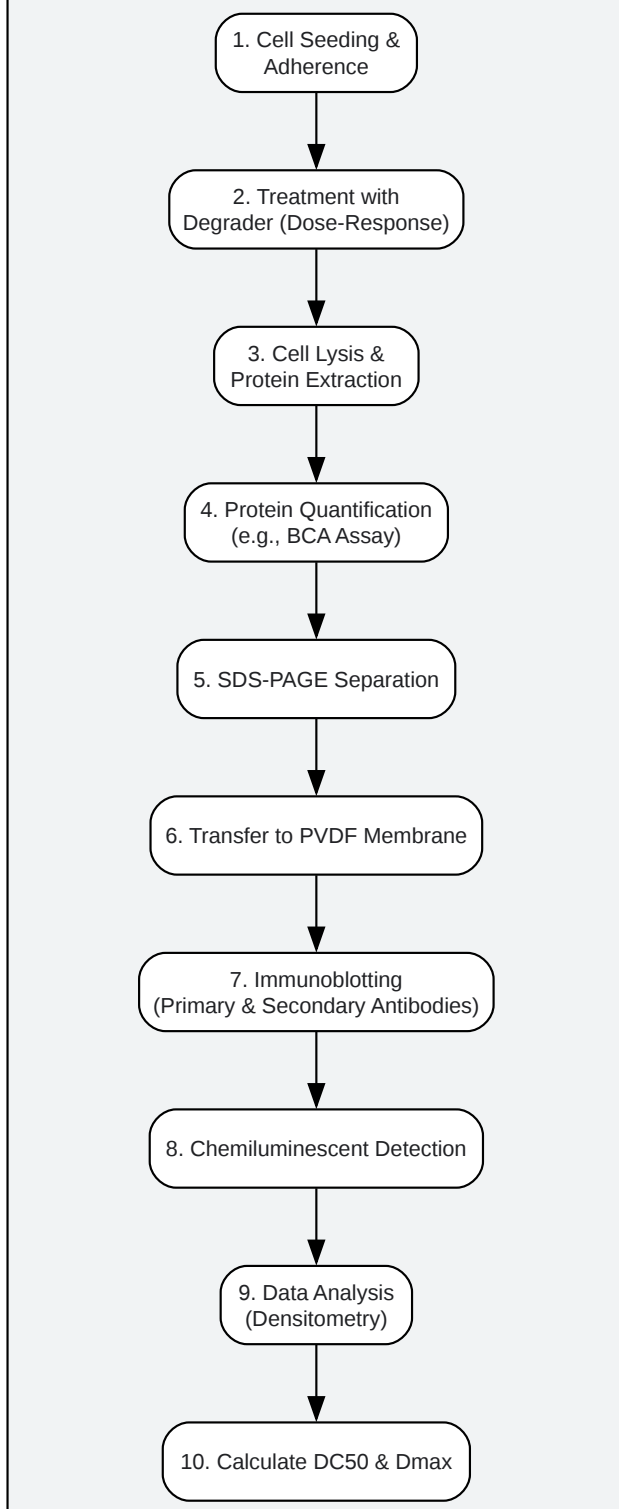 1. Cell Seeding &
Adherence
2. Treatment with
Degrader (Dose-Response)
3. Cell Lysis &
Protein Extraction
4. Protein Quantification
(e.g., BCA Assay)
5. SDS-PAGE Separation
6. Transfer to PVDF Membrane
7. Immunoblotting
(Primary & Secondary Antibodies)
8. Chemiluminescent Detection
9. Data Analysis
(Densitometry)
10. Calculate DC50 & Dmax